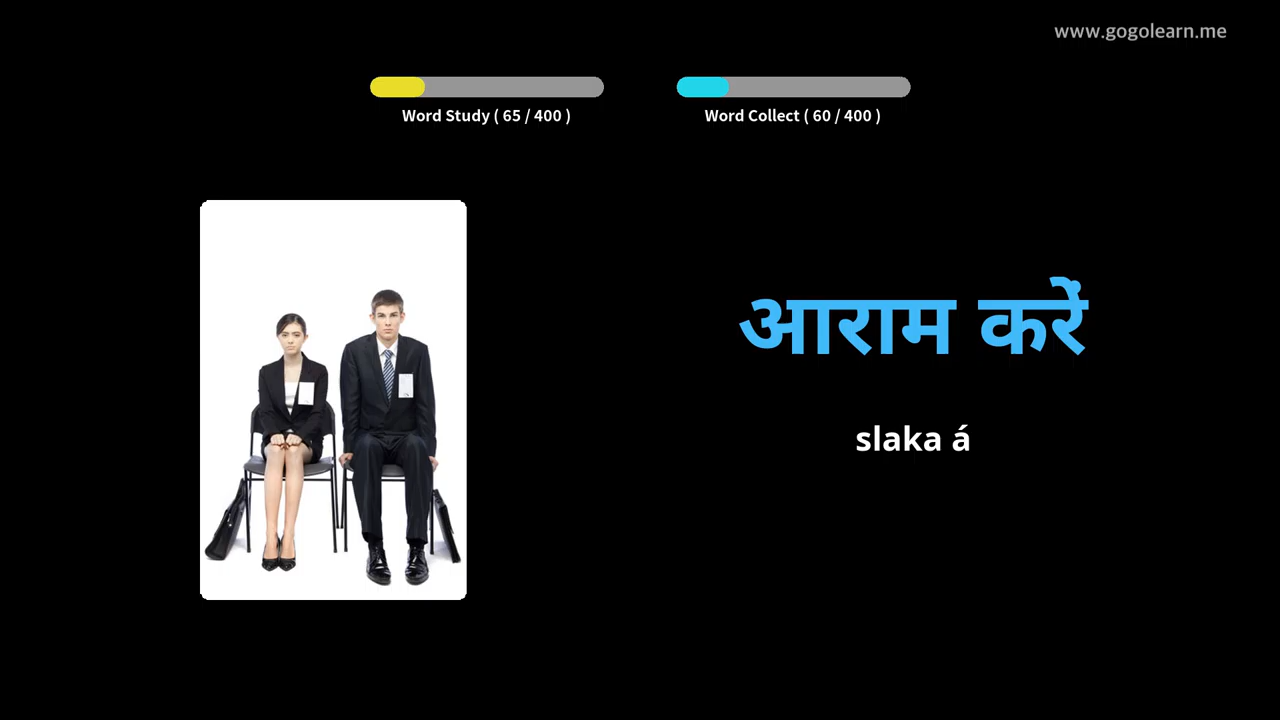 www.gogolearn.me
Word Study ( 65 / 400 )
Word Collect ( 60 / 400 )
आराम करें
slaka á